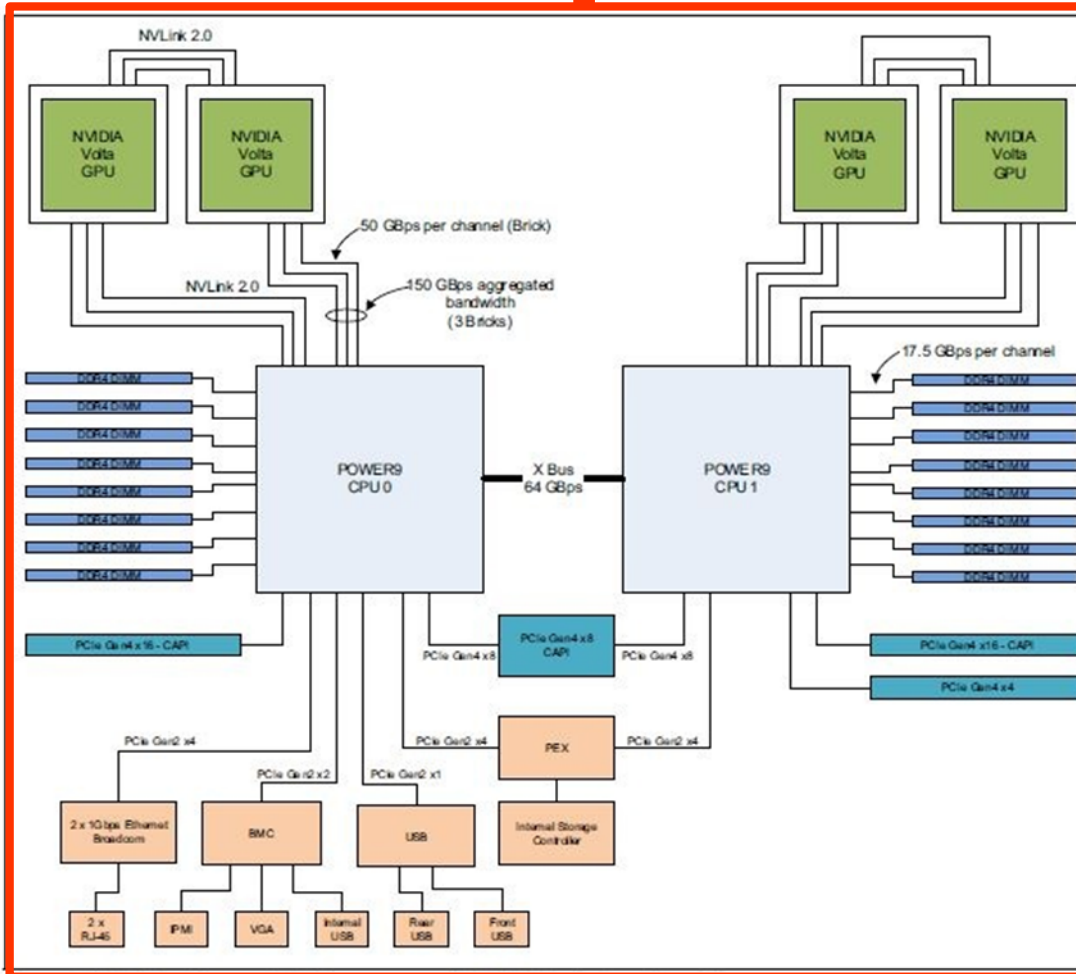 NVLink 2.0
NVIDIA
Volta
GPU
NVIDIA
Volta
GPU
NVIDIA
Volta
GPU
NVIDIA
Volta
GPU
50 GBps per channel (Brick)
NVLink 2.0
150 GBps aggregated
bandwidth
(3 Bricks)
17.5 GBps per channel
DDR4 DIMM
DDR4 DIMM
DDR4 DIMM
DDR4 DIMM
DDR4 DIMM
DDR4 DIMM
DDR4 DIMM
DDR4 DIMM
POWER9
CPU 0
X Bus
64 GBps
POWER9
CPU 1
DDR4 DIMM
DDR4 DIMM
DDR4 DIMM
DDR4 DIMM
DDR4 DIMM
DDR4 DIMM
DDR4 DIMM
DDR4 DIMM
PCIe Gen4 x16 - CAPI
PCIe Gen4 x8
PCIe Gen4 x8
CAPI
PCIe Gen4 x8
PCIe Gen4 x16 - CAPI
PCIe Gen4 x4
PCIe Gen2 x4
PCIe Gen2 x4
PEX
PCIe Gen2 x4
PCIe Gen2 x2
PCIe Gen2 x1
2 x 1Gbps Ethernet
Broadcom
BMC
USB
Internal Storage
Controller
2 x
RJ-45
IPMI
VGA
Internal
USB
Rear
USB
Front
USB